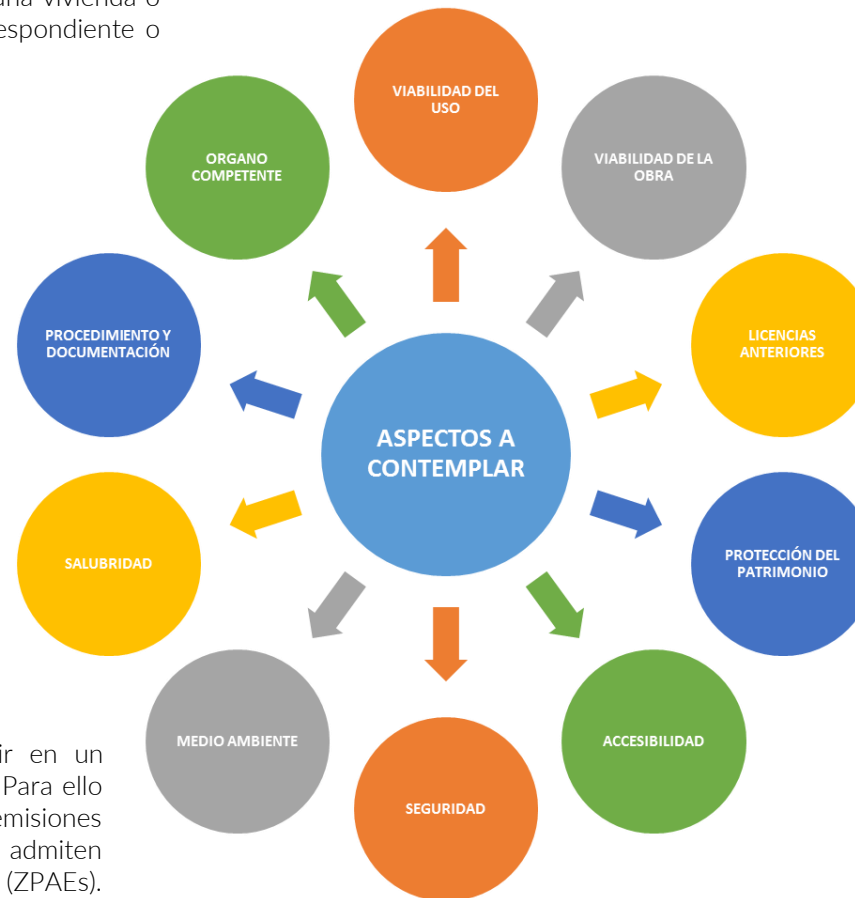 una vivienda o
espondiente o
VIABILIDAD DEL
USO
VIABILIDAD DE LA
OBRA
LICENCIAS
ANTERIORES
PROTECCIÓN DEL
PATRIMONIO
ACCESIBILIDAD
SEGURIDAD
MEDIO AMBIENTE
SALUBRIDAD
PROCEDIMIENTO Y
DOCUMENTACIÓN
ORGANO
COMPETENTE
ASPECTOS A
CONTEMPLAR
ir en un
Para ello
emisiones
admiten
(ZPAEs).